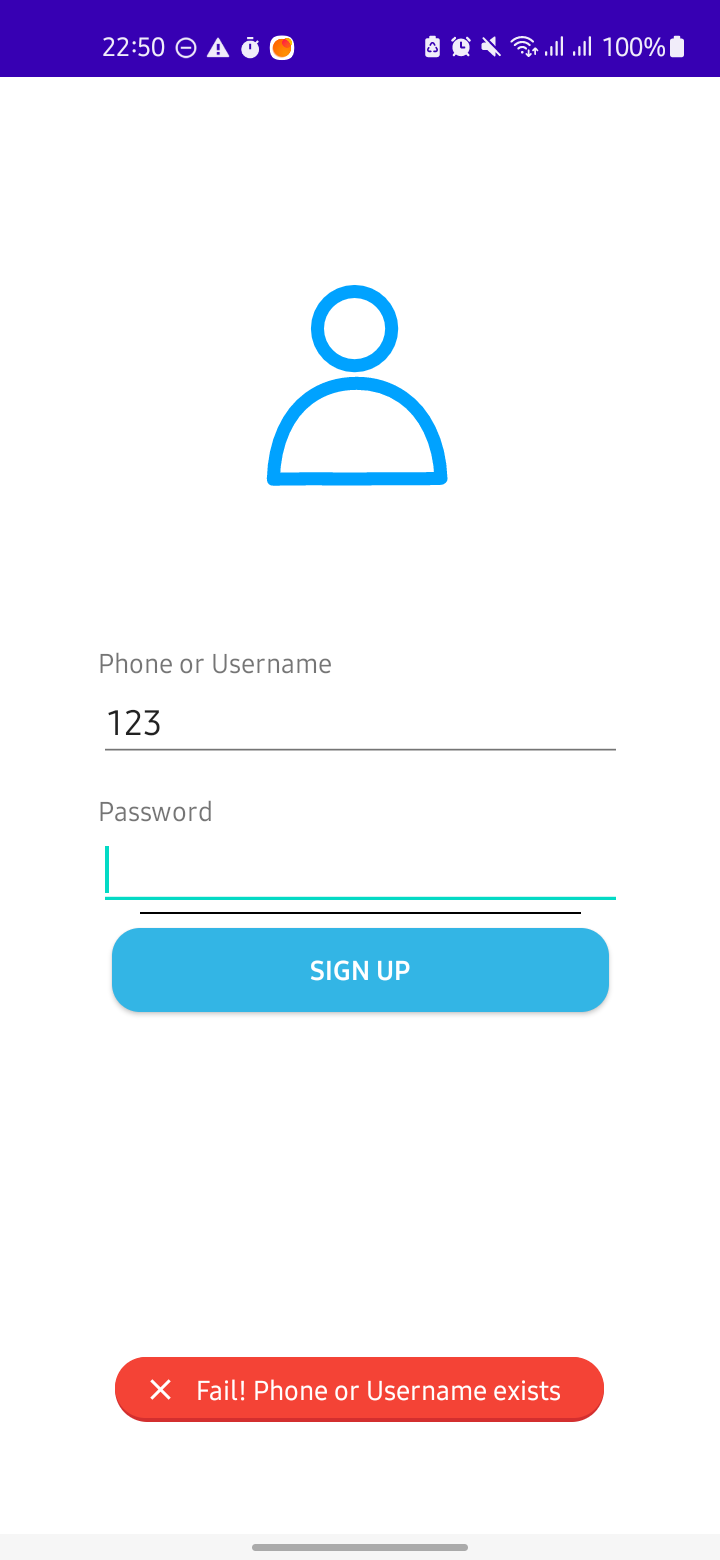 22:50 100%
Phone or Username
123
Password
SIGN UP
Fail! Phone or Username exists